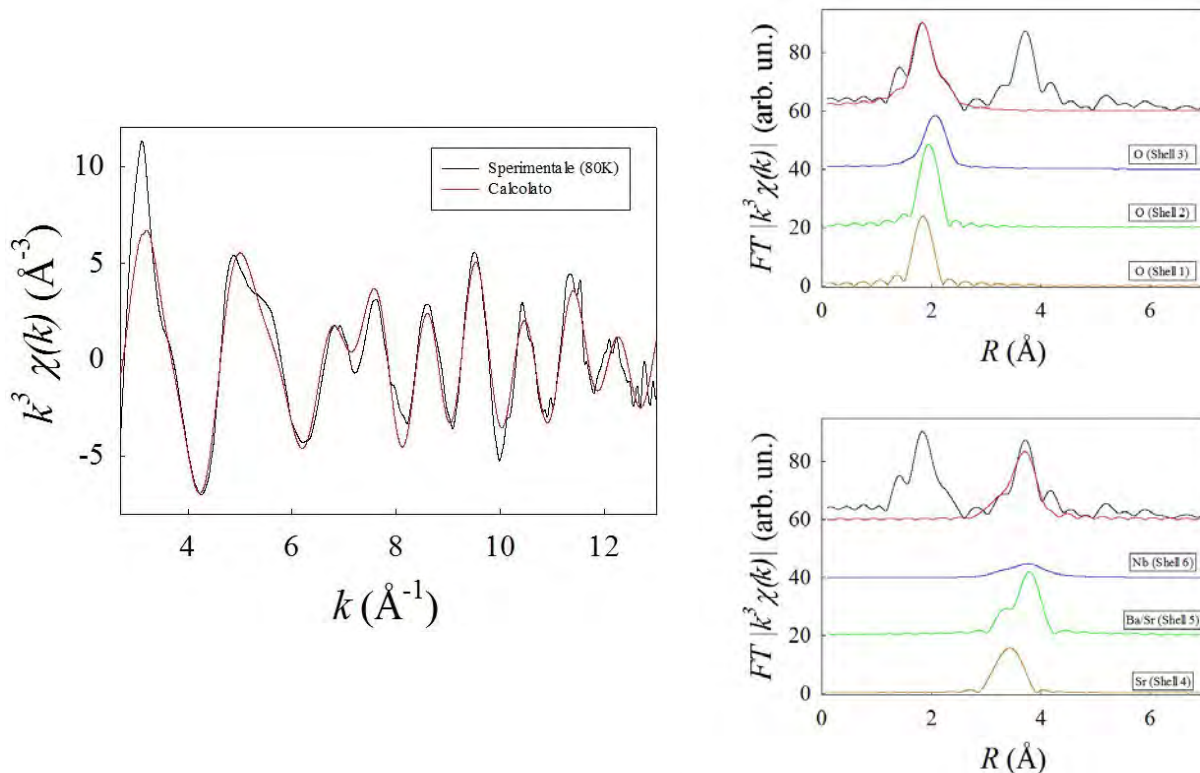 10
5
0
-5
k³ χ(k) (Å⁻³)
Sperimentale (80K)
Calcolato
4 6 8 10 12
k (Å⁻¹)
80
60
40
20
0
FT |k³ χ(k)| (arb. un.)
O (Shell 3)
O (Shell 2)
O (Shell 1)
0 2 4 6
R (Å)
80
60
40
20
0
FT |k³ χ(k)| (arb. un.)
Nb (Shell 6)
Ba/Sr (Shell 5)
Sr (Shell 4)
0 2 4 6
R (Å)